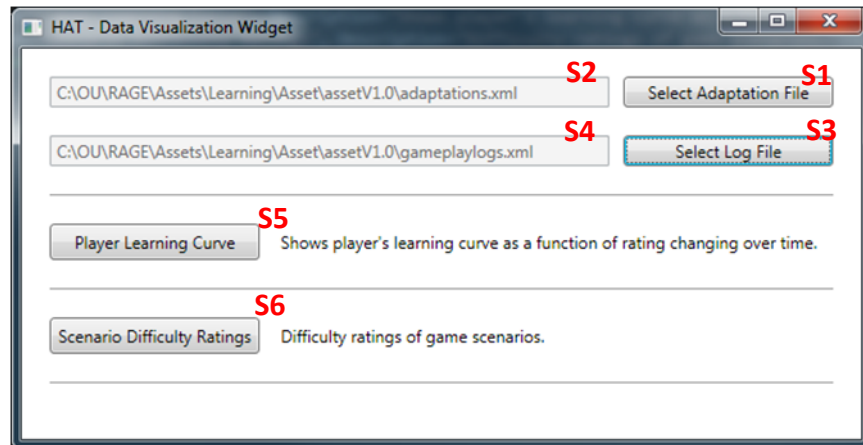 HAT - Data Visualization Widget
S2 S1
C:\OU\RAGE\Assets\Learning\Asset\assetV1.0\adaptations.xml Select Adaptation File
S4 S3
C:\OU\RAGE\Assets\Learning\Asset\assetV1.0\gameplaylogs.xml Select Log File
S5
Player Learning Curve Shows player's learning curve as a function of rating changing over time.
S6
Scenario Difficulty Ratings Difficulty ratings of game scenarios.